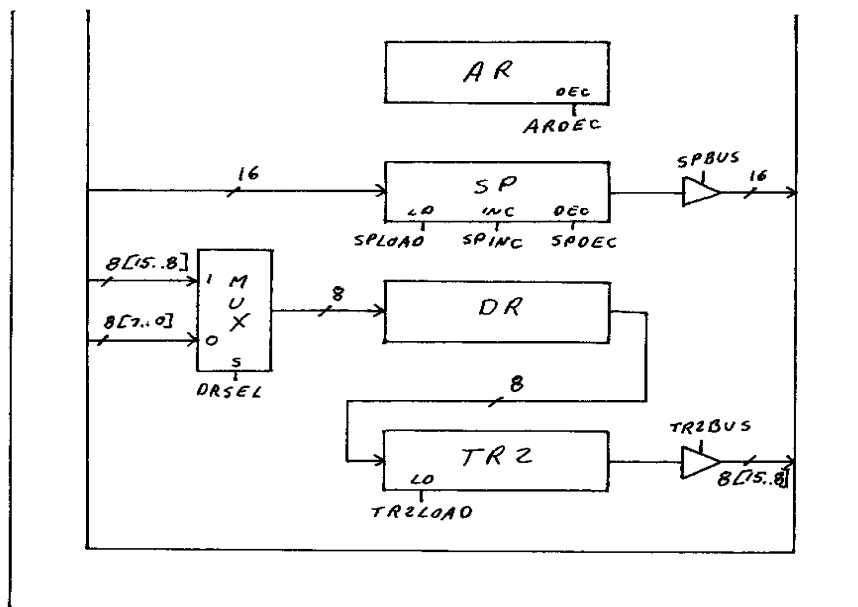 AR
DEC
ARDEC
SPBUS
16
SP
16
LD INC DEC
SPLOAD SPINC SPDEC
8[15..8]
1 MUX
8
DR
8[7..0]
0
S
DRSEL
8
TR2BUS
TR2
8[15..8]
LD
TR2LOAD